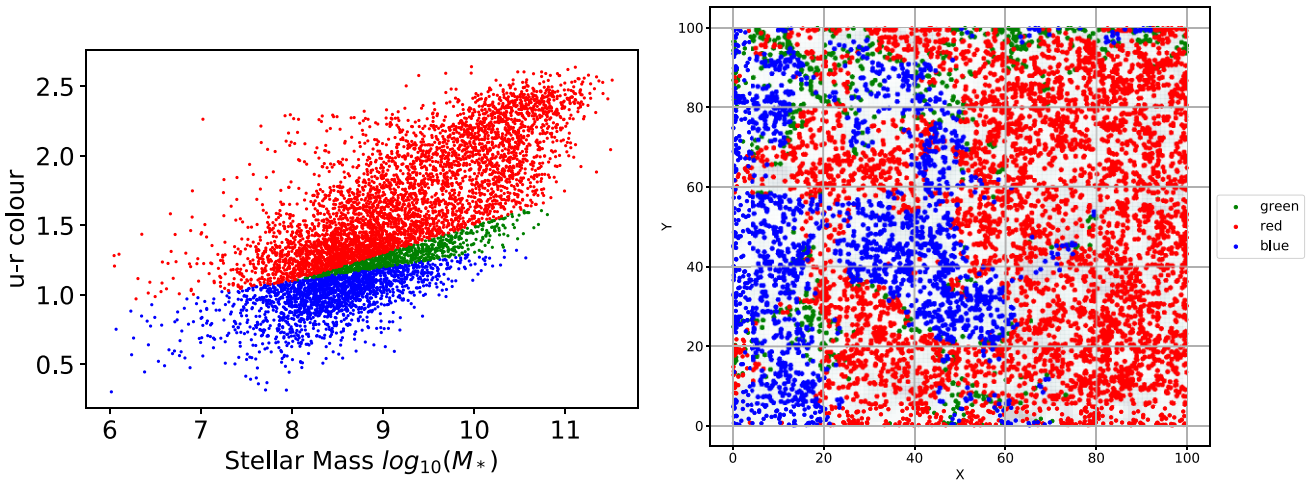 2.5
2.0
1.5
1.0
0.5
u-r colour
6 7 8 9 10 11
Stellar Mass log₁₀(M*)
100
80
60
40
20
0
Y
0 20 40 60 80 100
X
green
red
blue